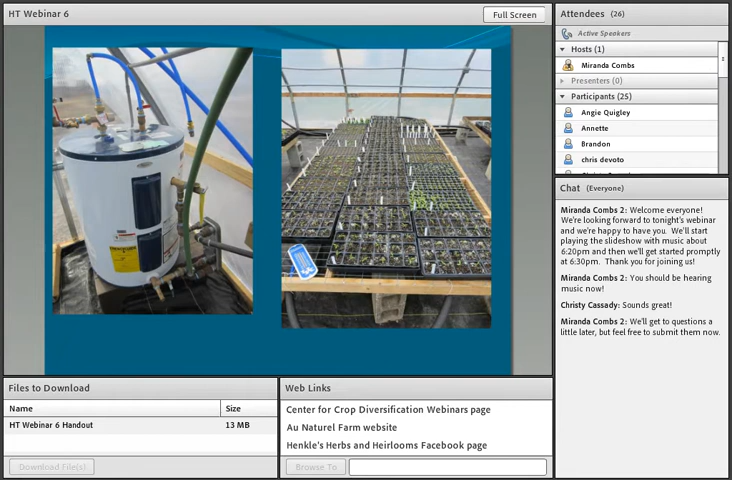 HT Webinar 6
Full Screen
Attendees (26)
Active Speakers
Hosts (1)
Miranda Combs
Presenters (0)
Participants (25)
Angie Quigley
Annette
Brandon
chris devoto
Chat (Everyone)
Miranda Combs 2: Welcome everyone!
We're looking forward to tonight's webinar
and we're happy to have you. We'll start
playing the slideshow with music about
6:20pm and then we'll get started promptly
at 6:30pm. Thank you for joining us!
Miranda Combs 2: You should be hearing
music now!
Christy Cassady: Sounds great!
Miranda Combs 2: We'll get to questions a
little later, but feel free to submit them now.
Files to Download
Name Size
HT Webinar 6 Handout 13 MB
Download File(s)
Web Links
Center for Crop Diversification Webinars page
Au Naturel Farm website
Henkle's Herbs and Heirlooms Facebook page
Browse To